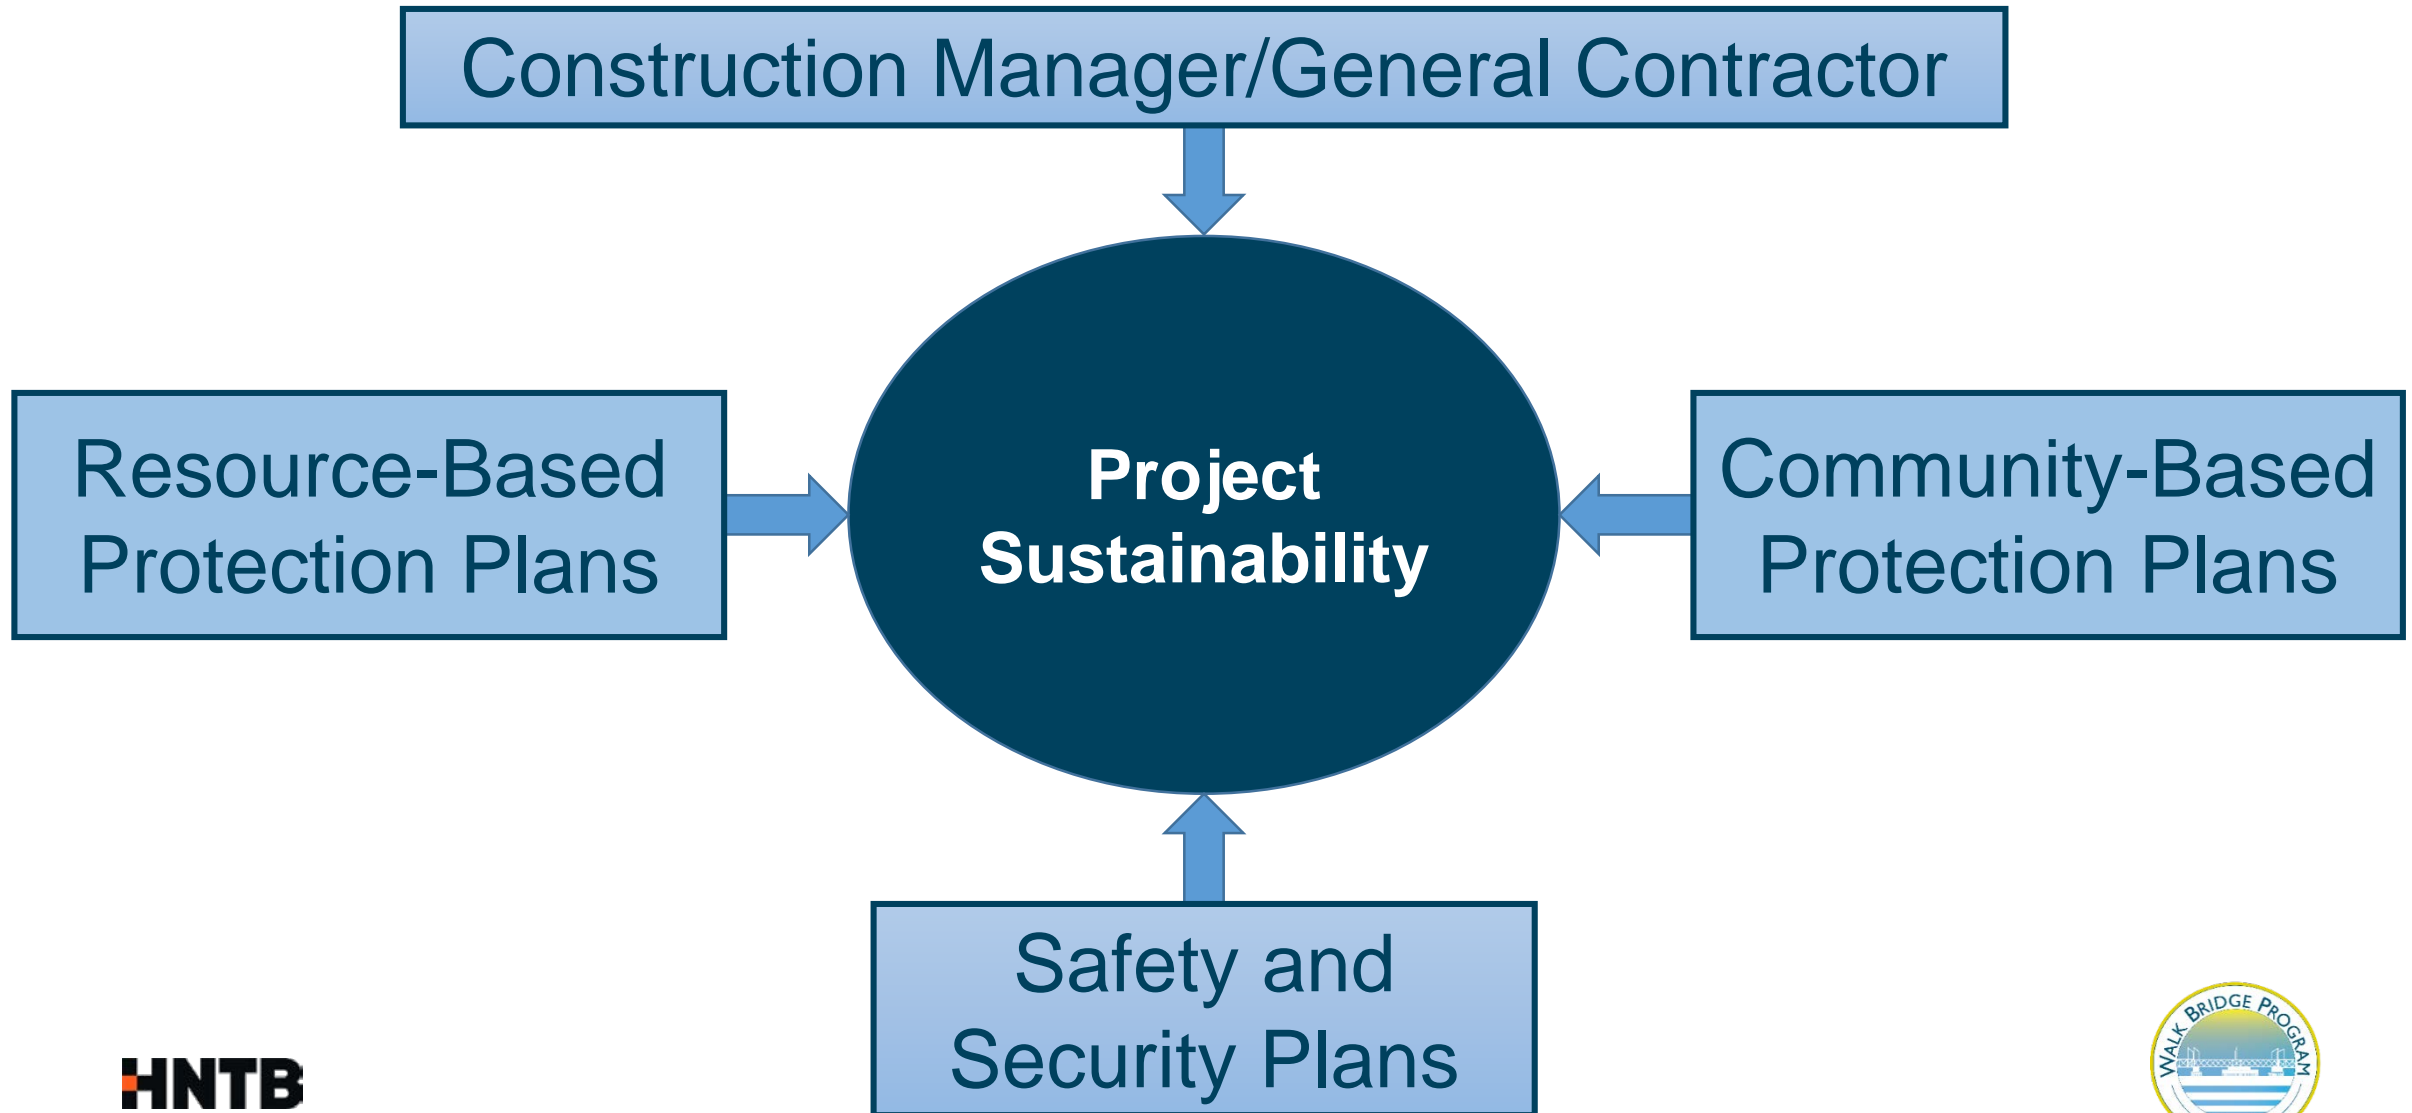 Construction Manager/General Contractor
Resource-Based
Protection Plans
Project
Sustainability
Community-Based
Protection Plans
Safety and
Security Plans
HNTB
WALK BRIDGE PROGRAM